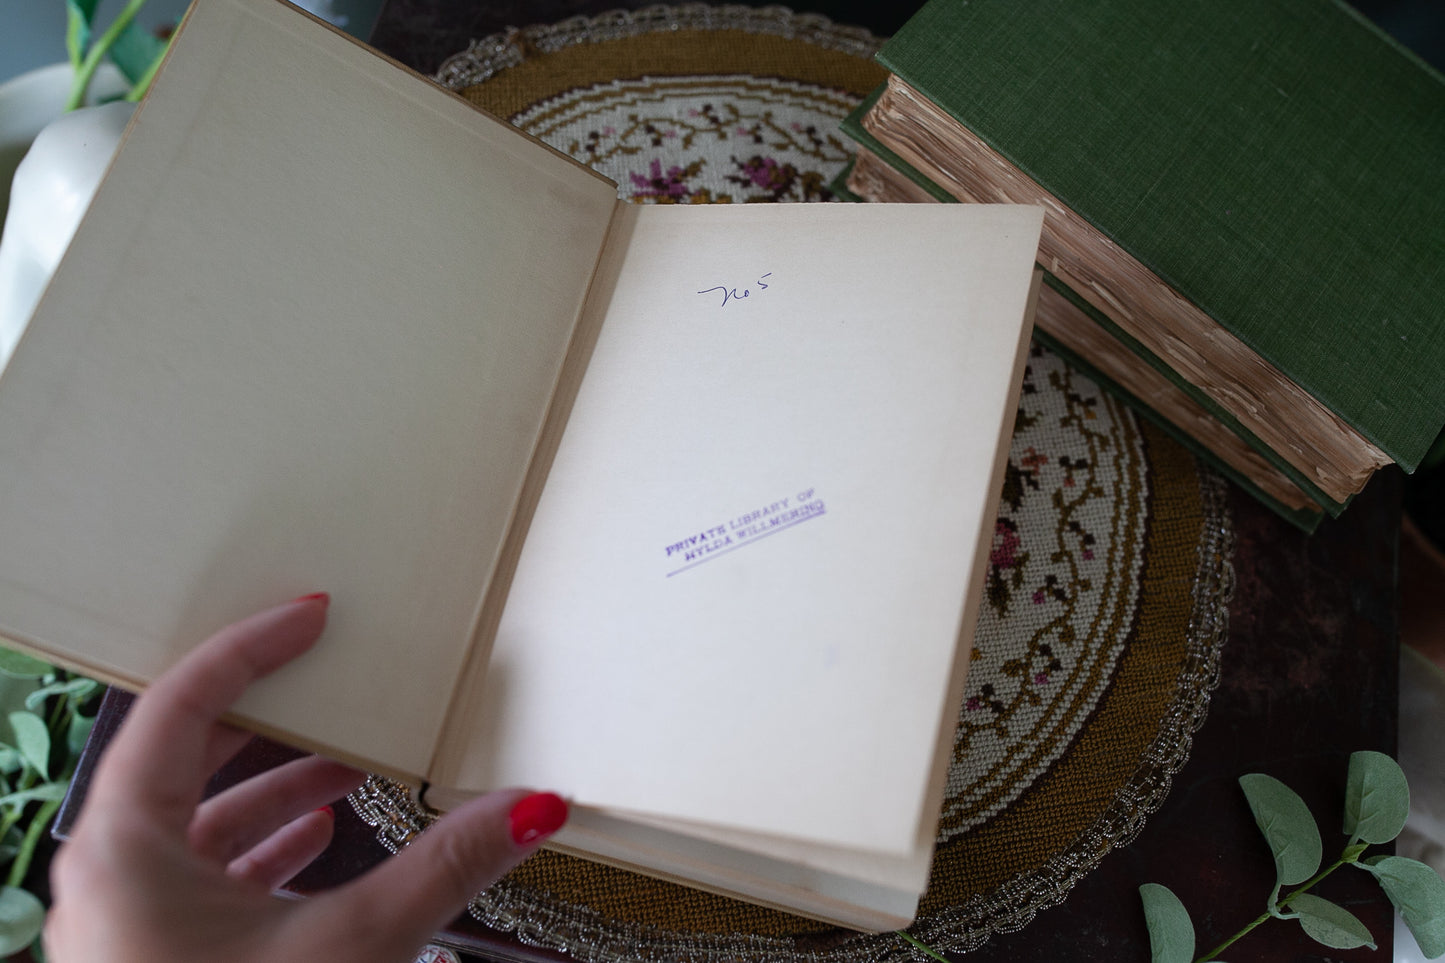 No 5
PRIVATE LIBRARY OF
HYLDA WILLMERING